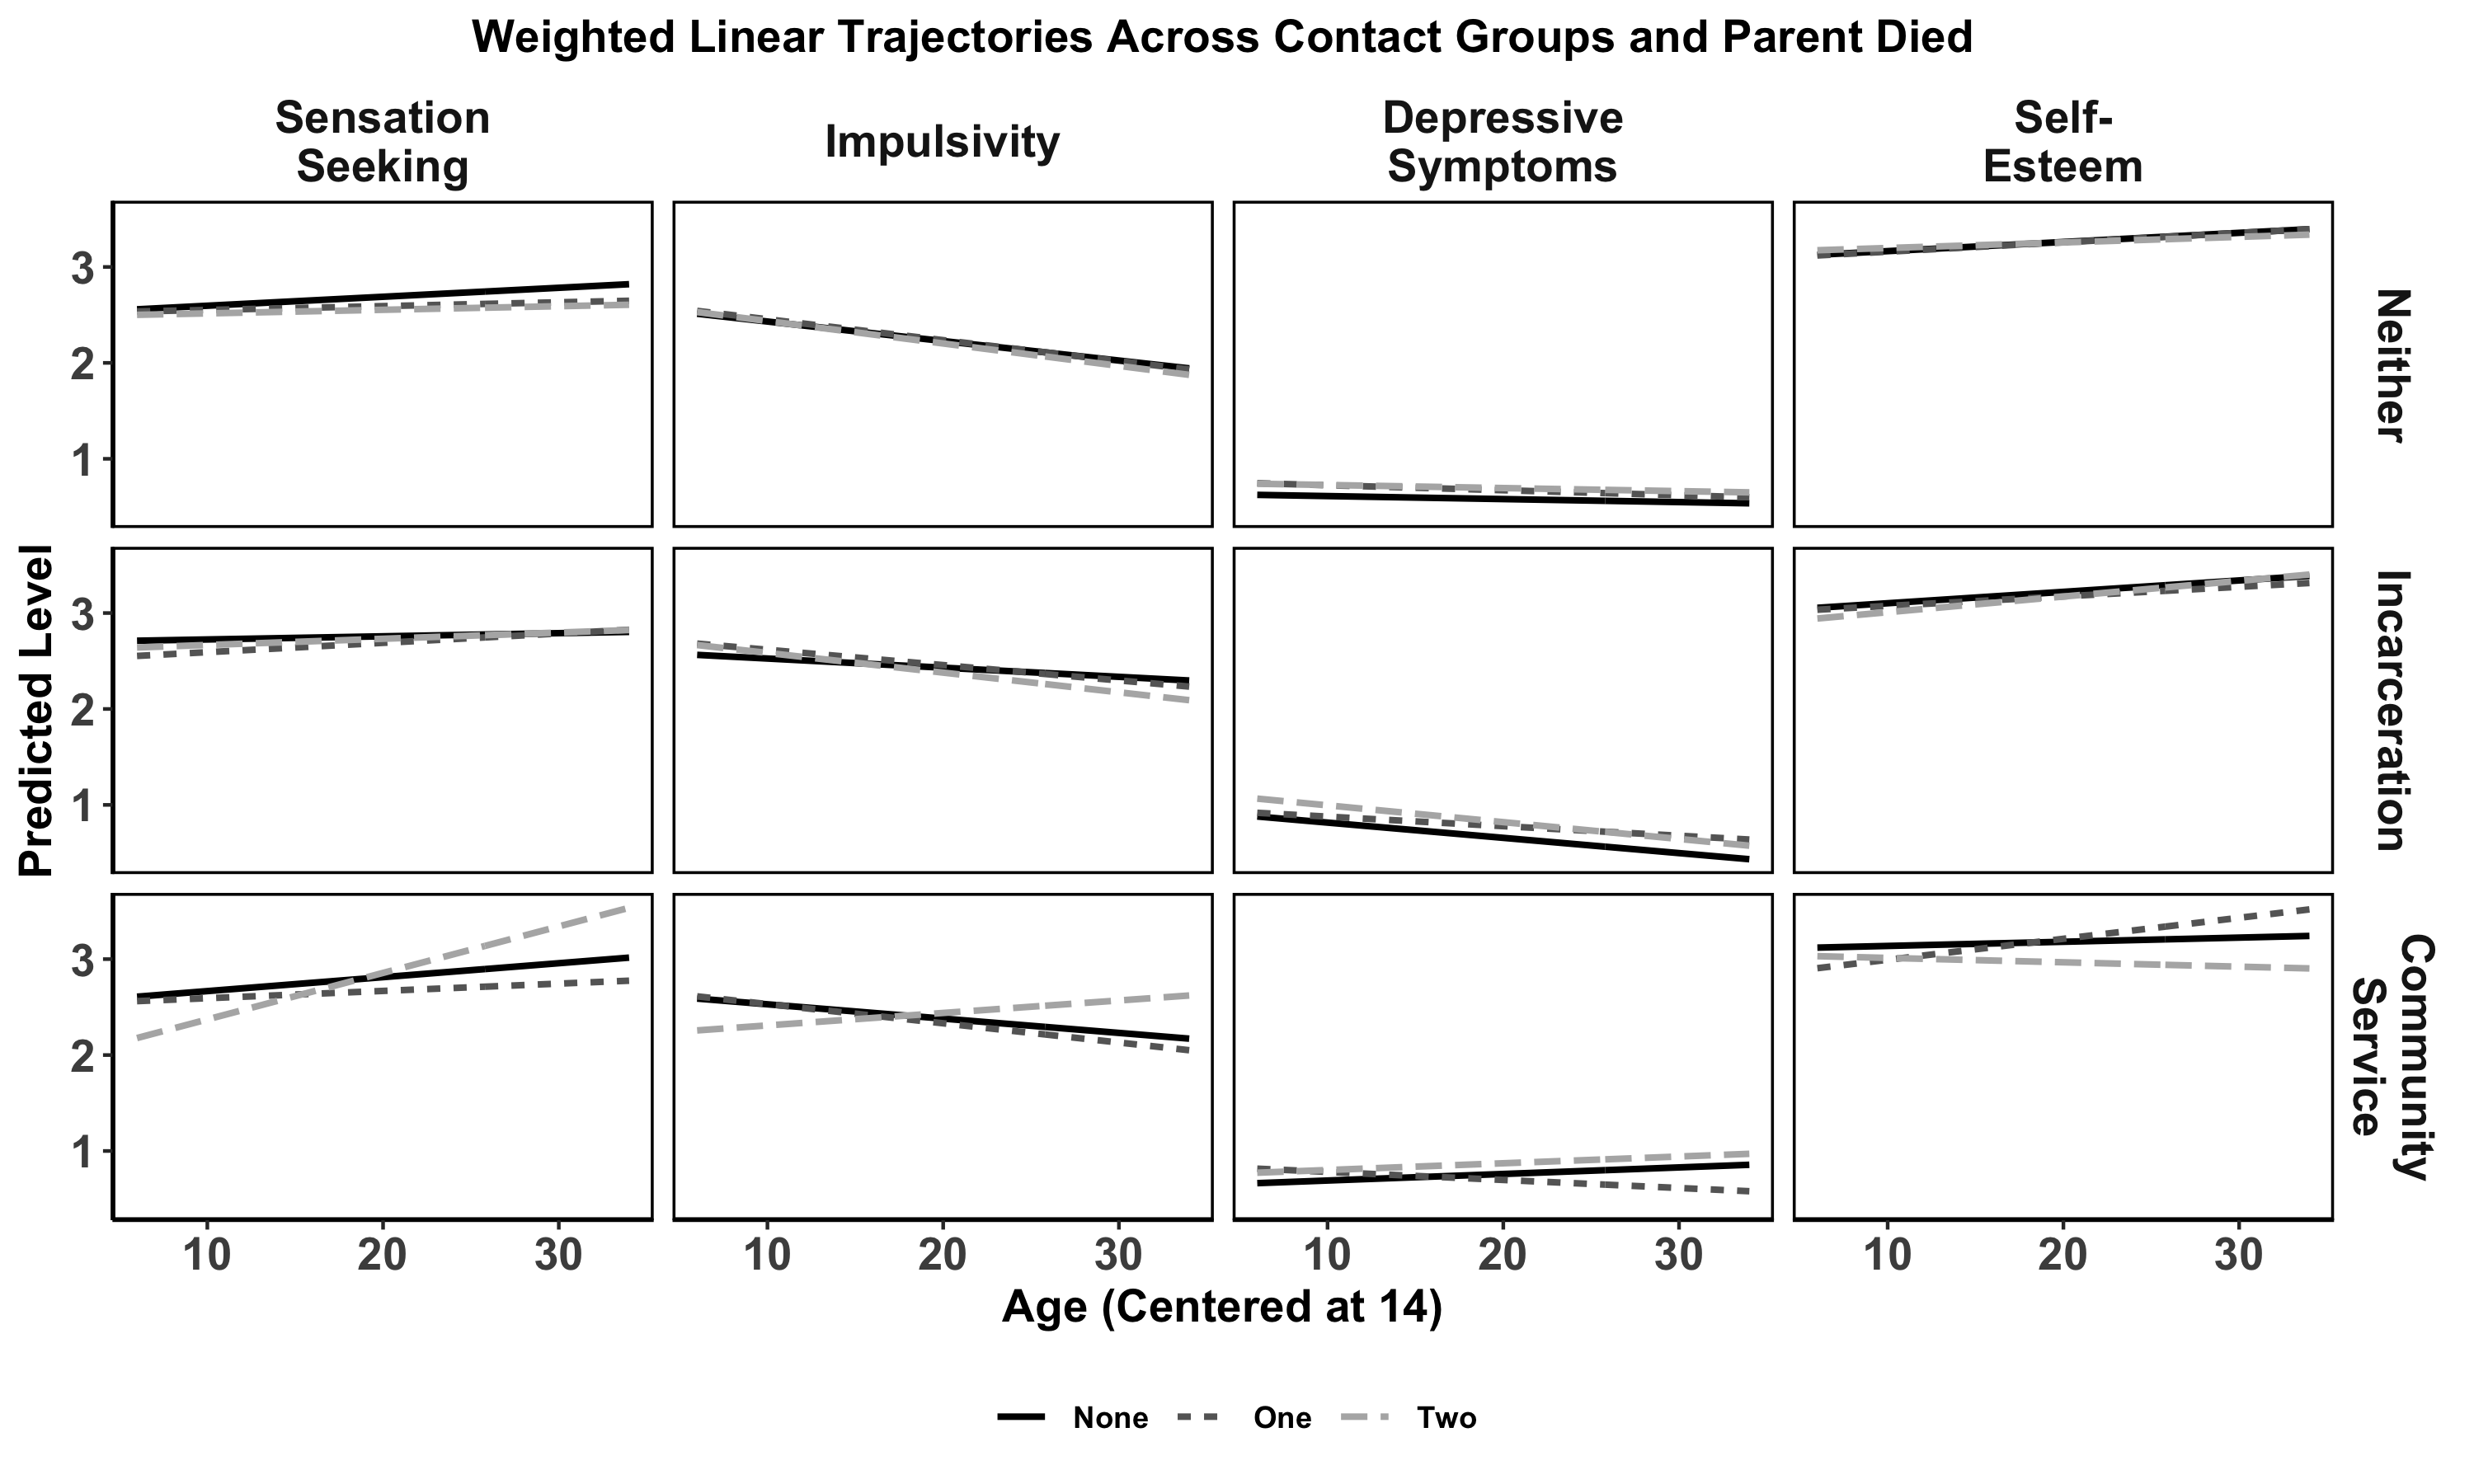 Weighted Linear Trajectories Across Contact Groups and Parent Died
Sensation
Seeking
Impulsivity
Depressive
Symptoms
Self-
Esteem
3
2
1
Neither
3
2
1
Incarceration
3
2
1
Community
Service
Predicted Level
10 20 30 10 20 30 10 20 30 10 20 30
Age (Centered at 14)
None One Two